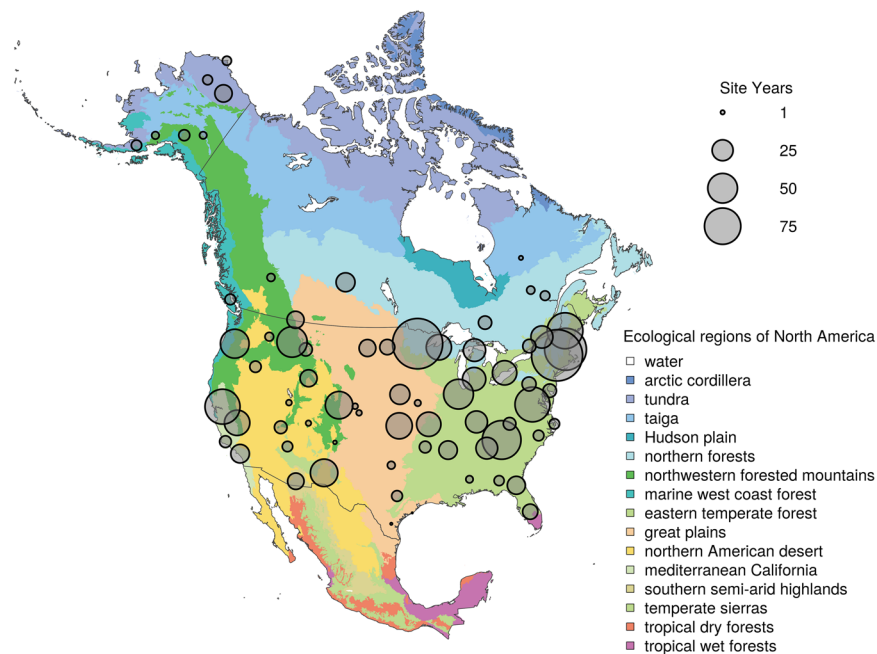 Site Years
1
25
50
75
Ecological regions of North America
water
arctic cordillera
tundra
taiga
Hudson plain
northern forests
northwestern forested mountains
marine west coast forest
eastern temperate forest
great plains
northern American desert
mediterranean California
southern semi-arid highlands
temperate sierras
tropical dry forests
tropical wet forests